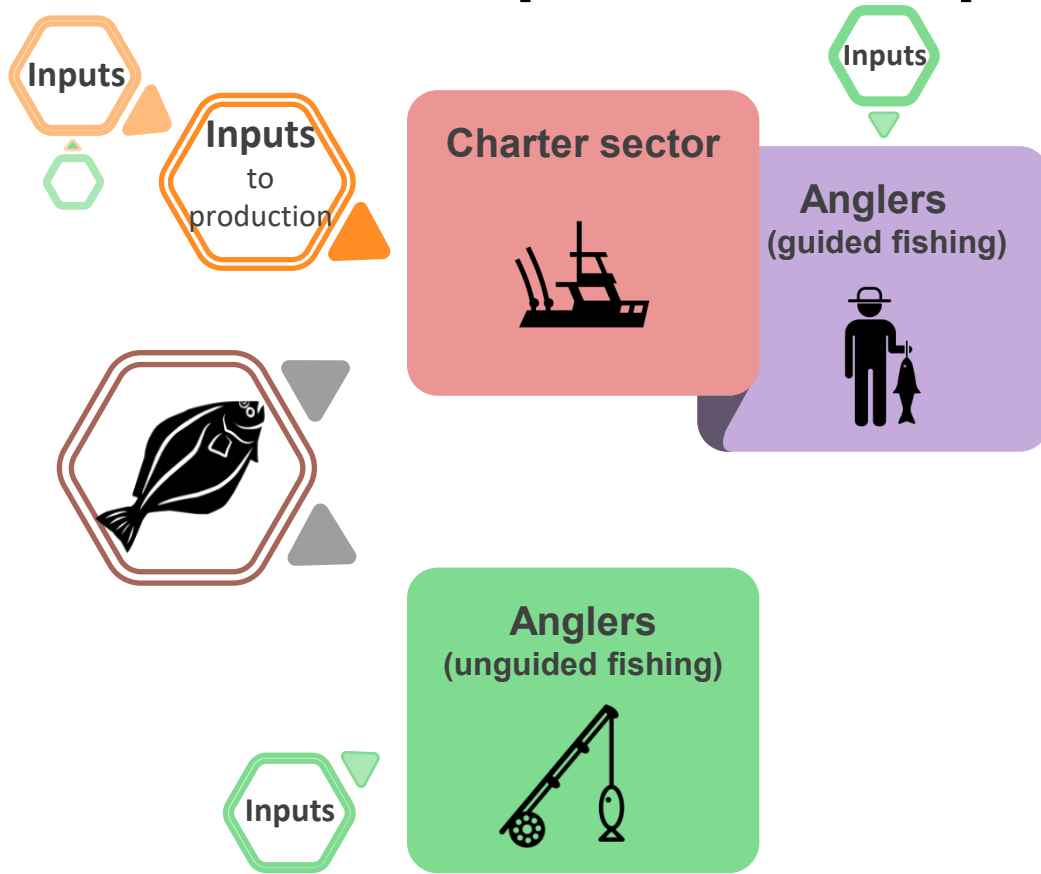 Inputs
Inputs
to
production
Charter sector
Inputs
Anglers
(guided fishing)
Anglers
(unguided fishing)
Inputs